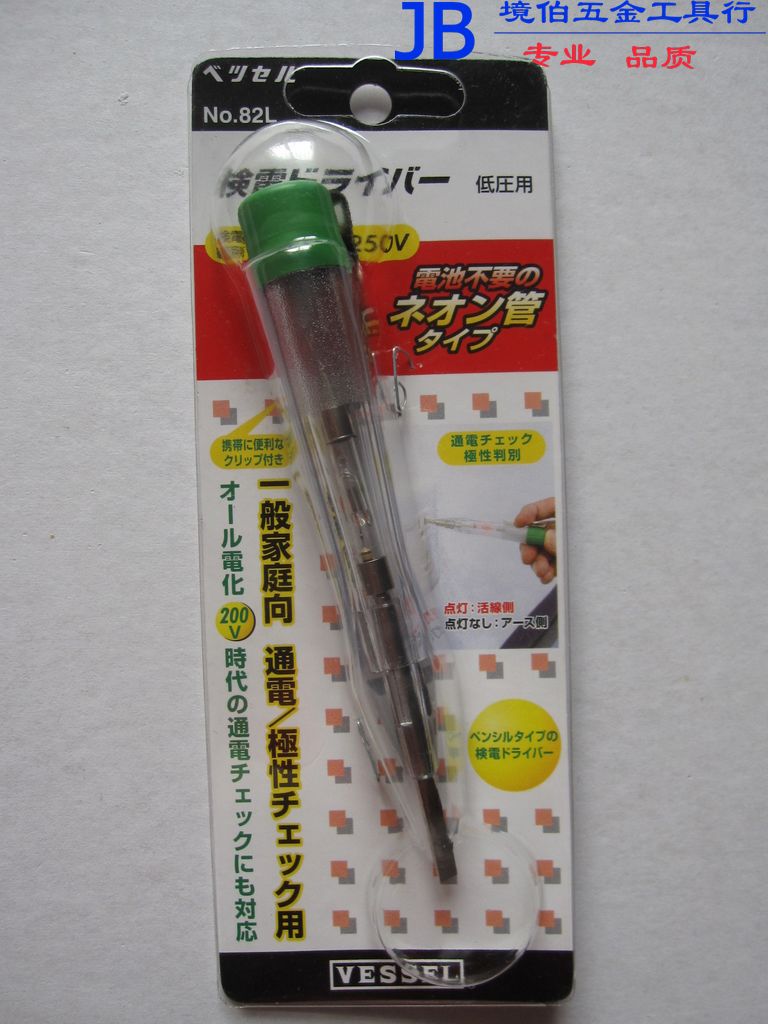 JB 境伯五金工具行
专业 品质
ベッセル
No.82L
検電ドライバー 低圧用
250V
電池不要の
ネオン管
タイプ
携帯に便利な
クリップ付き
通電チェック
極性判別
一般家庭向 通電/極性チェック用
オール電化200V時代の通電チェックにも対応
点灯:活線側
点灯なし:アース側
ペンシルタイプの
検電ドライバー
VESSEL